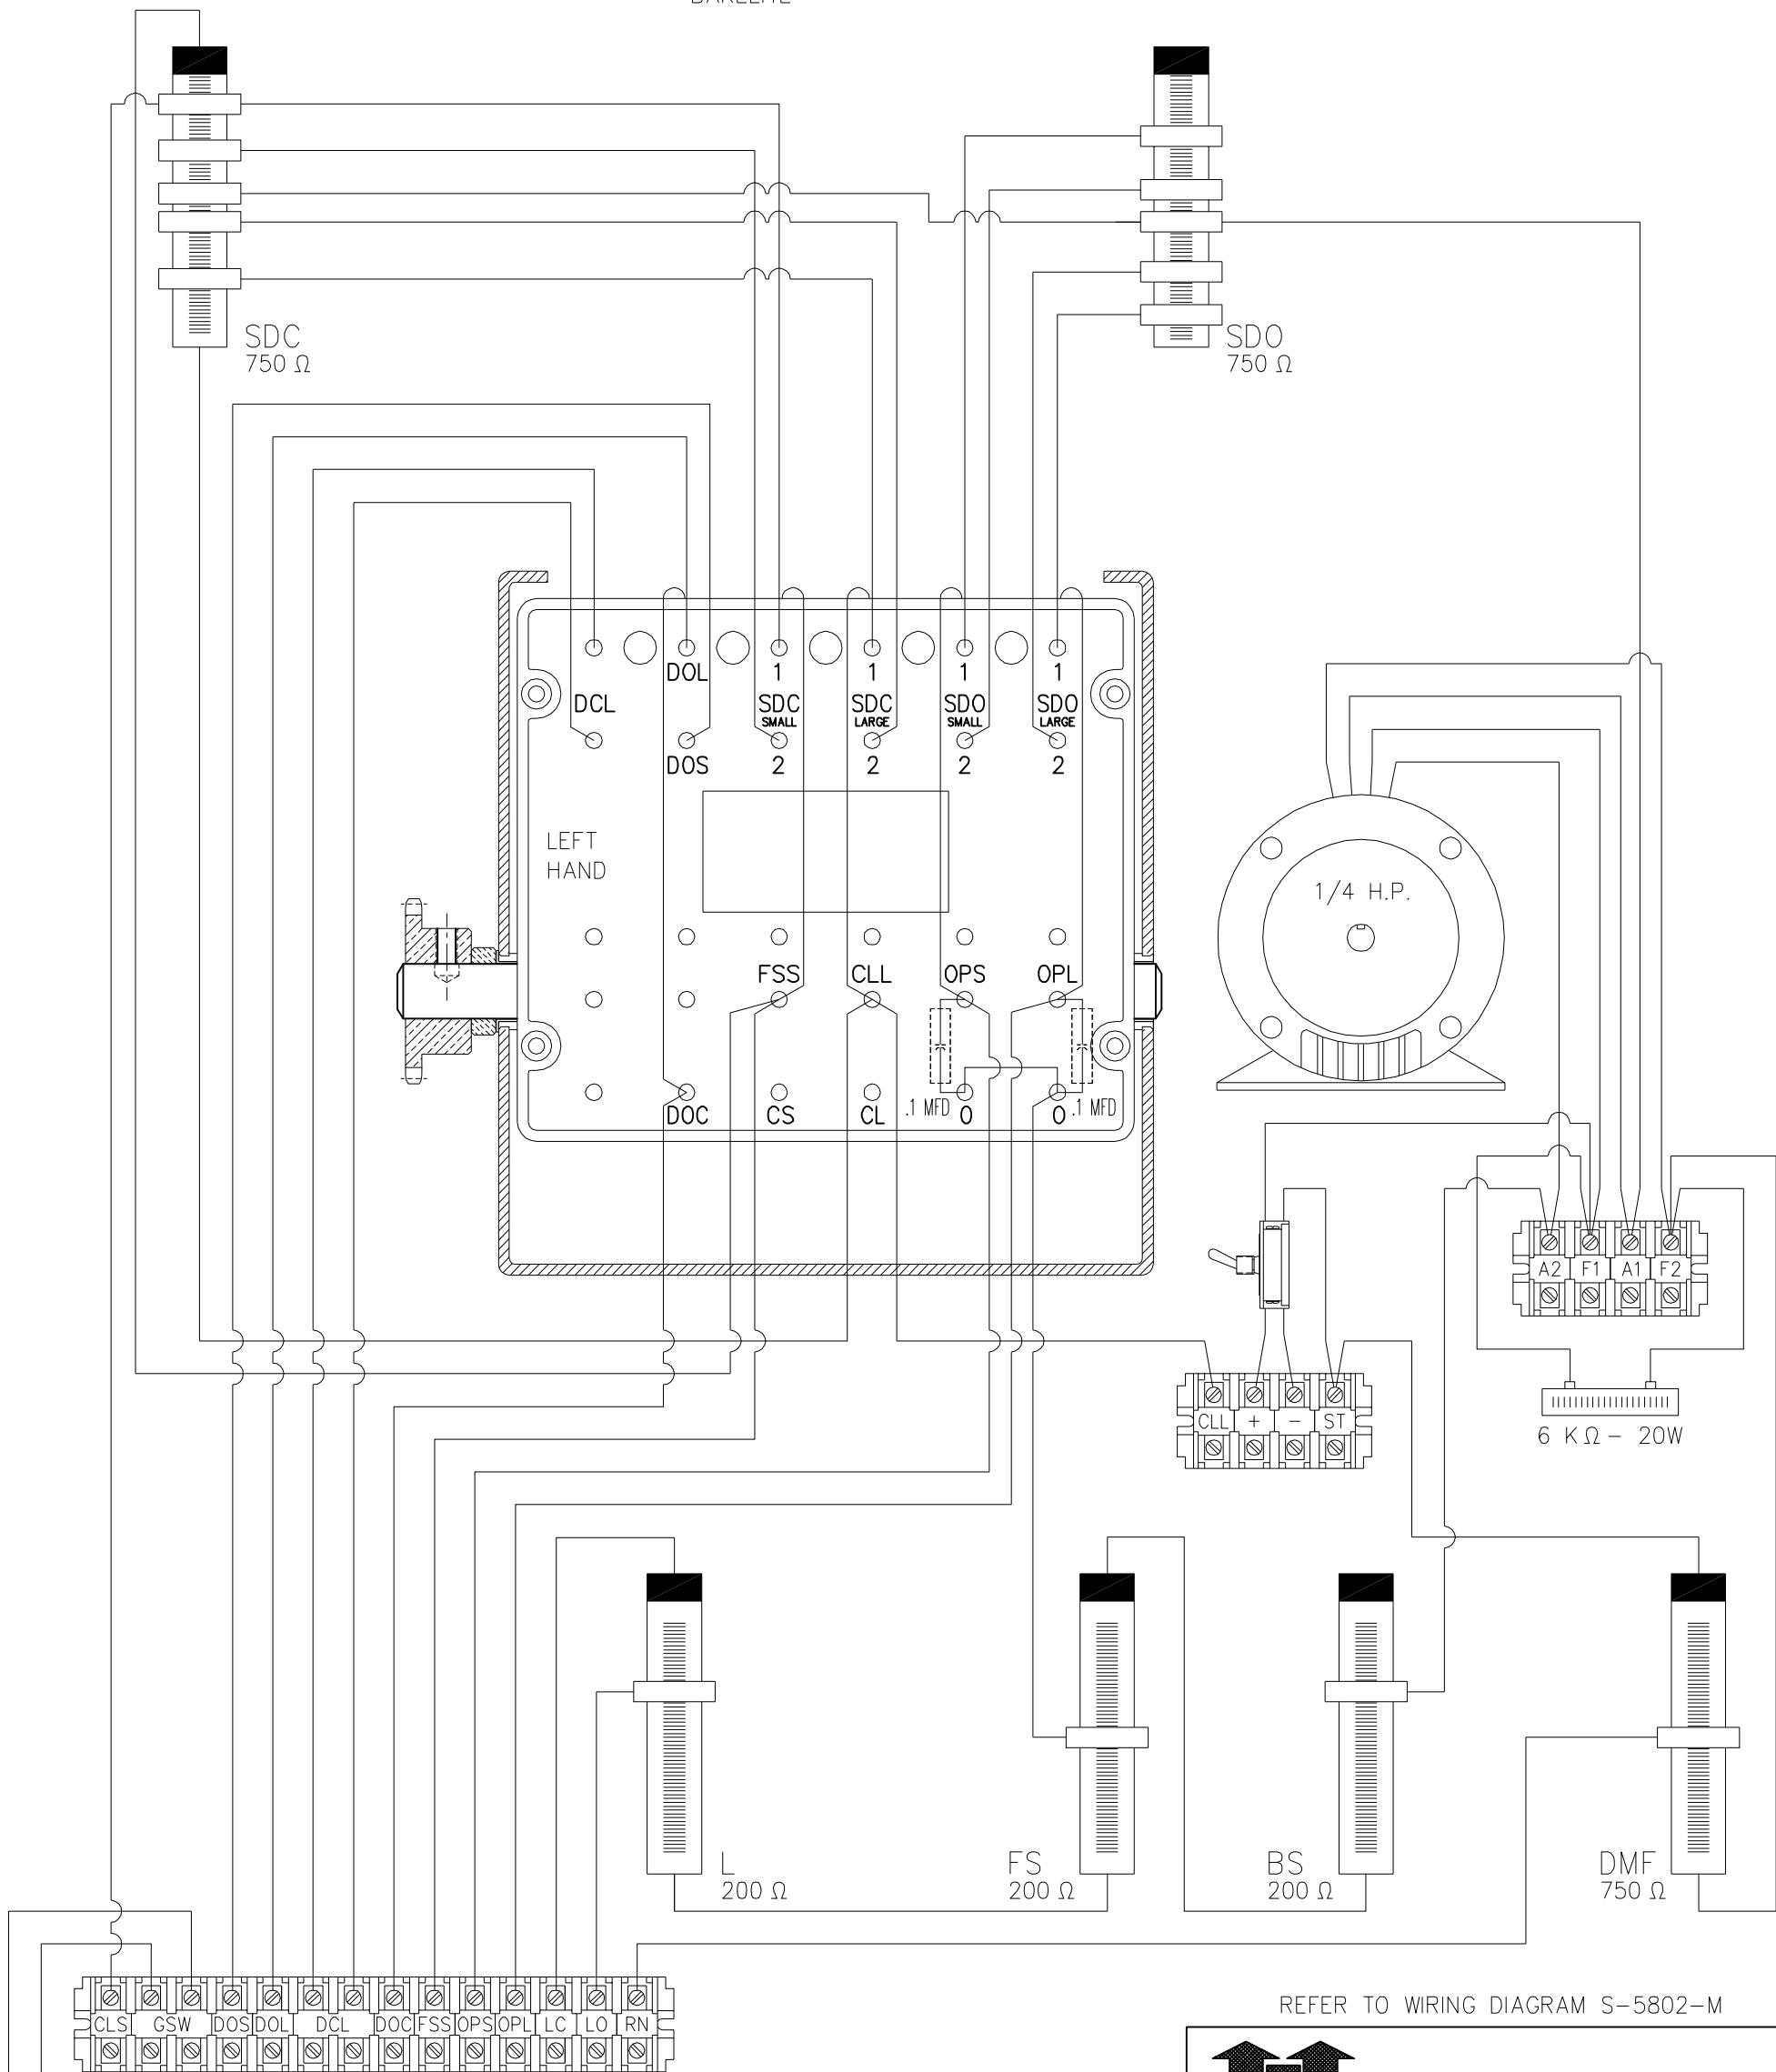 SDC
750 Ω
SDO
750 Ω
DOL
1
1
1
1
DCL
SDC
SMALL
SDC
LARGE
SDO
SMALL
SDO
LARGE
DOS
2
2
2
2
LEFT
HAND
1/4 H.P.
FSS
CLL
OPS
OPL
DOC
CS
CL
.1 MFD
O
O
.1 MFD
A2
F1
A1
F2
CLL
+
-
ST
6 KΩ - 20W
L
200 Ω
FS
200 Ω
BS
200 Ω
DMF
750 Ω
REFER TO WIRING DIAGRAM S-5802-M
CLS
GSW
DOS
DOL
DCL
DOC
FSS
OPS
OPL
LC
LO
RN